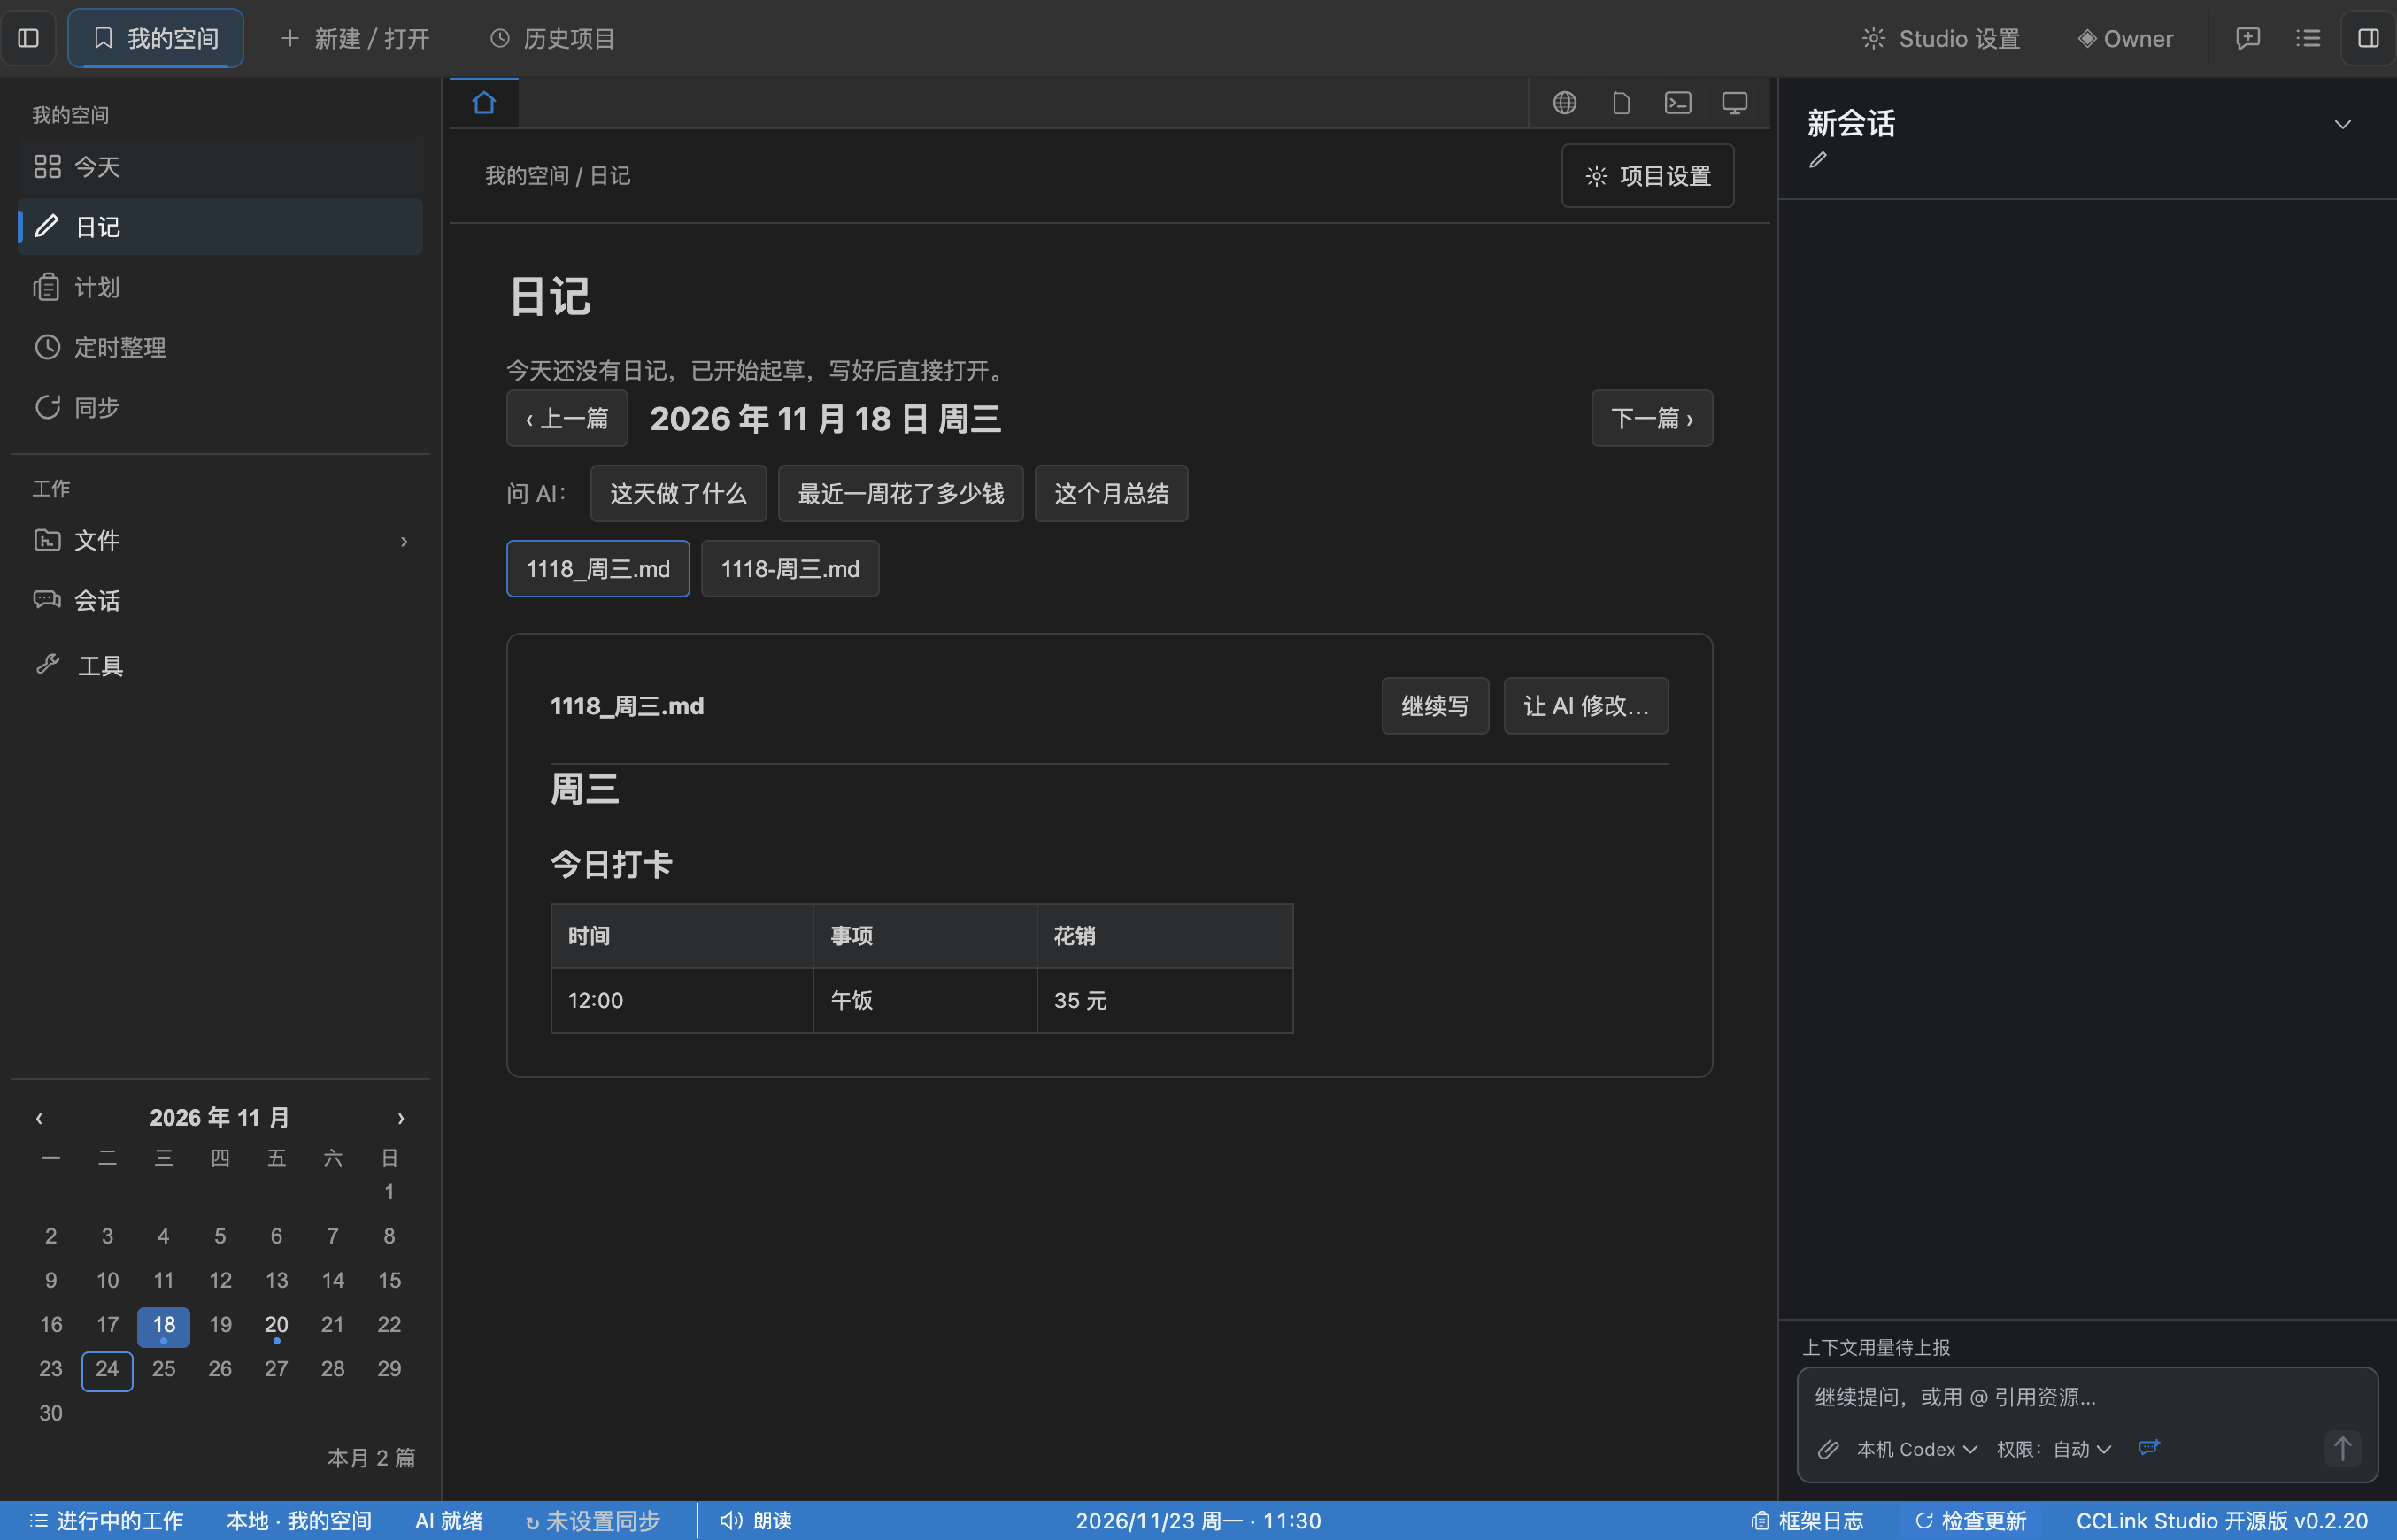 我的空间
新建 / 打开
历史项目
Studio 设置
Owner
我的空间
今天
日记
计划
定时整理
同步
工作
文件
会话
工具
2026 年 11 月
一 二 三 四 五 六 日
1
2 3 4 5 6 7 8
9 10 11 12 13 14 15
16 17 18 19 20 21 22
23 24 25 26 27 28 29
30
本月 2 篇
我的空间 / 日记
项目设置
日记
今天还没有日记，已开始起草，写好后直接打开。
‹ 上一篇
2026 年 11 月 18 日 周三
下一篇 ›
问 AI：
这天做了什么
最近一周花了多少钱
这个月总结
1118_周三.md
1118-周三.md
1118_周三.md
继续写
让 AI 修改…
周三
今日打卡
时间 事项 花销
12:00 午饭 35 元
新会话
上下文用量待上报
继续提问，或用 @ 引用资源...
本机 Codex
权限：自动
进行中的工作
本地 · 我的空间
AI 就绪
未设置同步
朗读
2026/11/23 周一 · 11:30
框架日志
检查更新
CCLink Studio 开源版 v0.2.20